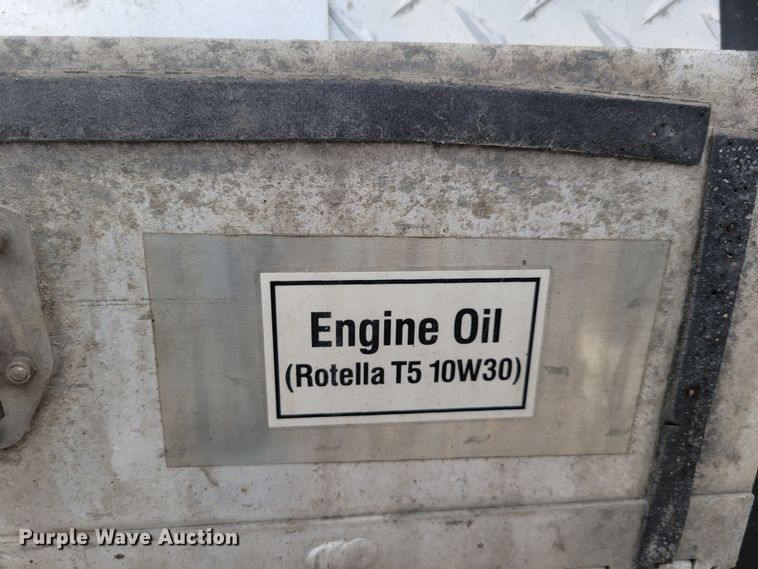 Engine Oil
(Rotella T5 10W30)
Purple Wave Auction